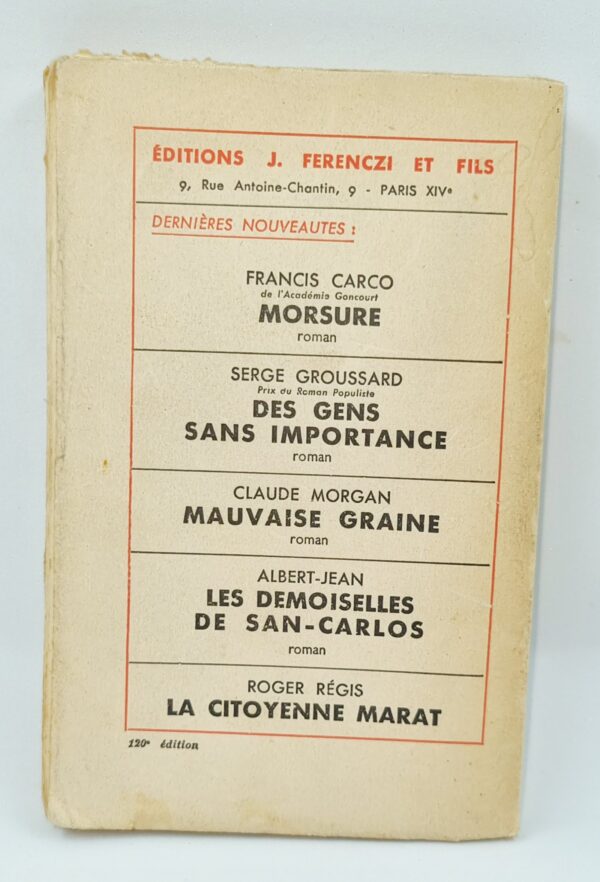 ÉDITIONS J. FERENCZI ET FILS
9, Rue Antoine-Chantin, 9 - PARIS XIVᵉ
DERNIÈRES NOUVEAUTES :
FRANCIS CARCO
de l'Académie Goncourt
MORSURE
roman
SERGE GROUSSARD
Prix du Roman Populiste
DES GENS
SANS IMPORTANCE
roman
CLAUDE MORGAN
MAUVAISE GRAINE
roman
ALBERT-JEAN
LES DEMOISELLES
DE SAN-CARLOS
roman
ROGER RÉGIS
LA CITOYENNE MARAT
120ᵉ édition